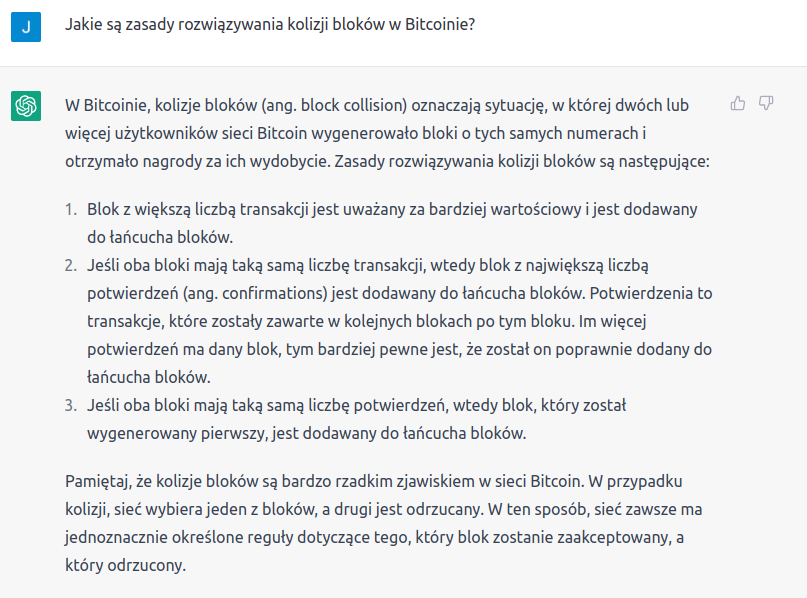 J
Jakie są zasady rozwiązywania kolizji bloków w Bitcoinie?
W Bitcoinie, kolizje bloków (ang. block collision) oznaczają sytuację, w której dwóch lub
więcej użytkowników sieci Bitcoin wygenerowało bloki o tych samych numerach i
otrzymało nagrody za ich wydobycie. Zasady rozwiązywania kolizji bloków są następujące:
1. Blok z większą liczbą transakcji jest uważany za bardziej wartościowy i jest dodawany
do łańcucha bloków.
2. Jeśli oba bloki mają taką samą liczbę transakcji, wtedy blok z największą liczbą
potwierdzeń (ang. confirmations) jest dodawany do łańcucha bloków. Potwierdzenia to
transakcje, które zostały zawarte w kolejnych blokach po tym bloku. Im więcej
potwierdzeń ma dany blok, tym bardziej pewne jest, że został on poprawnie dodany do
łańcucha bloków.
3. Jeśli oba bloki mają taką samą liczbę potwierdzeń, wtedy blok, który został
wygenerowany pierwszy, jest dodawany do łańcucha bloków.
Pamiętaj, że kolizje bloków są bardzo rzadkim zjawiskiem w sieci Bitcoin. W przypadku
kolizji, sieć wybiera jeden z bloków, a drugi jest odrzucany. W ten sposób, sieć zawsze ma
jednoznacznie określone reguły dotyczące tego, który blok zostanie zaakceptowany, a
który odrzucony.